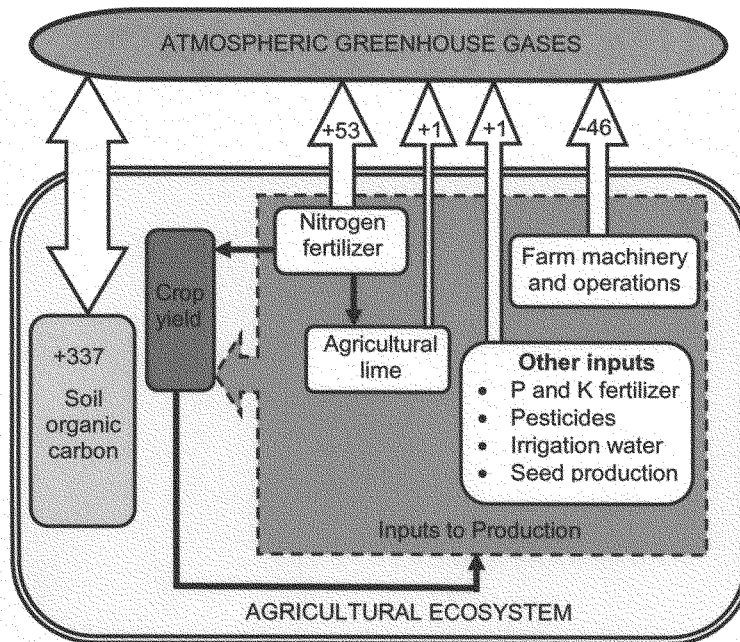 ATMOSPHERIC GREENHOUSE GASES
+53
+1
+1
-46
Nitrogen
fertilizer
Farm machinery
and operations
Crop
yield
+337
Soil
organic
carbon
Agricultural
lime
Other inputs
• P and K fertilizer
• Pesticides
• Irrigation water
• Seed production
Inputs to Production
AGRICULTURAL ECOSYSTEM